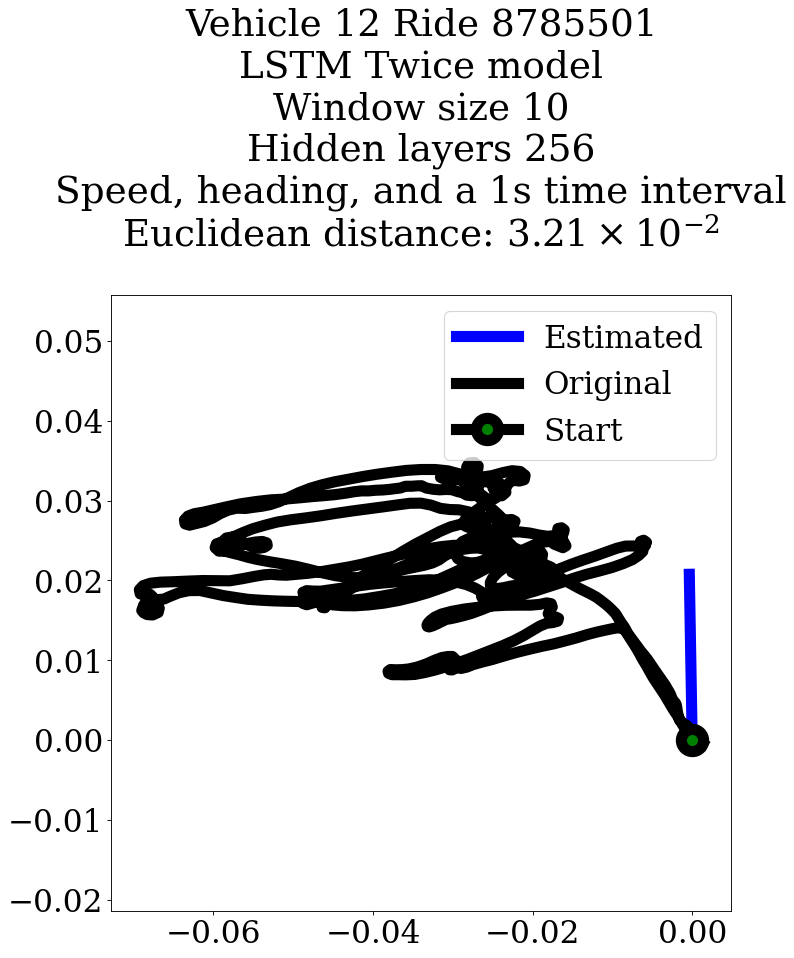 Vehicle 12 Ride 8785501
LSTM Twice model
Window size 10
Hidden layers 256
Speed, heading, and a 1s time interval
Euclidean distance: 3.21 × 10⁻²
Estimated
Original
Start
0.05
0.04
0.03
0.02
0.01
0.00
−0.01
−0.02
−0.06 −0.04 −0.02 0.00